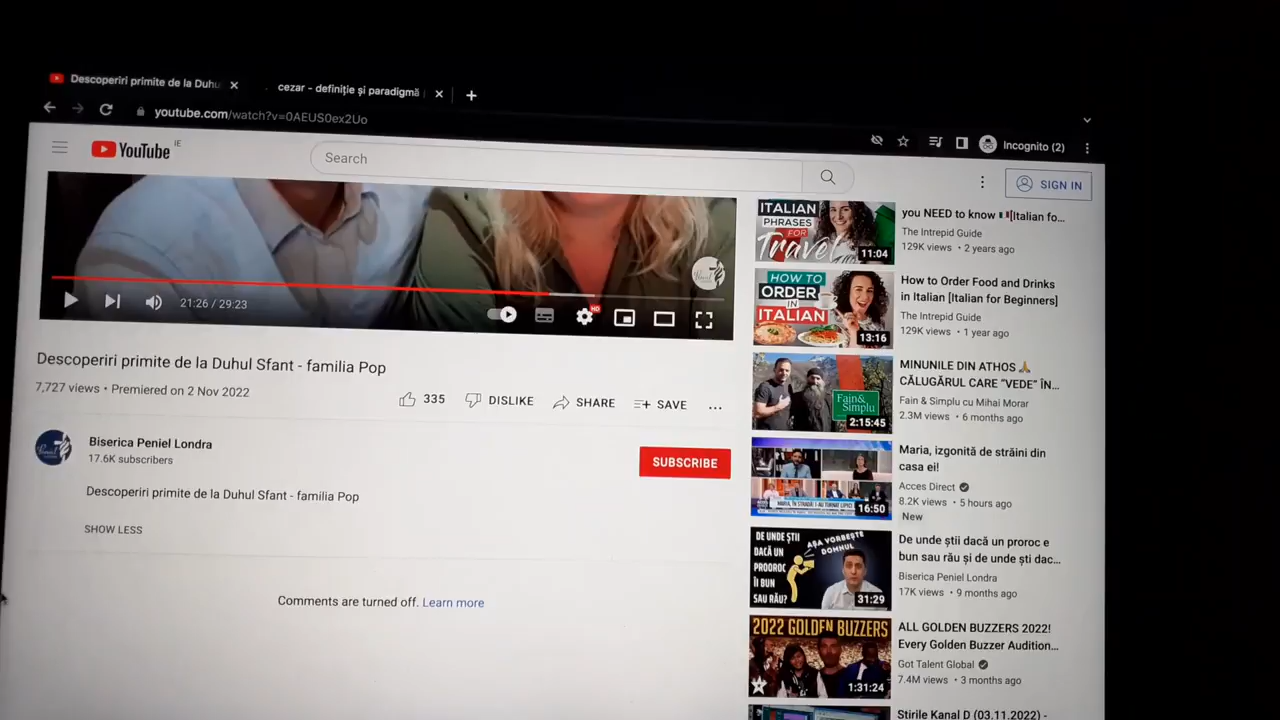 Descoperiri primite de la Duhu
cezar - definiție și paradigmă
youtube.com/watch?v=0AEUS0ex2Uo
Incognito (2)
YouTube IE
Search
SIGN IN
21:26 / 29:23
HD
Descoperiri primite de la Duhul Sfant - familia Pop
7,727 views • Premiered on 2 Nov 2022
335
DISLIKE
SHARE
SAVE
Biserica Peniel Londra
17.6K subscribers
SUBSCRIBE
Descoperiri primite de la Duhul Sfant - familia Pop
SHOW LESS
Comments are turned off. Learn more
ITALIAN
PHRASES
FOR
Travel
11:04
you NEED to know 🇮🇹[Italian fo...
The Intrepid Guide
129K views • 2 years ago
HOW TO
ORDER
IN
ITALIAN
13:16
How to Order Food and Drinks
in Italian [Italian for Beginners]
The Intrepid Guide
129K views • 1 year ago
Fain&
Simplu
2:15:45
MINUNILE DIN ATHOS 🙏
CĂLUGĂRUL CARE "VEDE" ÎN...
Fain & Simplu cu Mihai Morar
2.3M views • 6 months ago
16:50
Maria, izgonită de străini din
casa ei!
Acces Direct
8.2K views • 5 hours ago
New
DE UNDE ȘTII
DACĂ UN
PROOROC
ÎI BUN
SAU RĂU?
AȘA VORBEȘTE
DOMNUL
31:29
De unde știi dacă un proroc e
bun sau rău și de unde ști dac...
Biserica Peniel Londra
17K views • 9 months ago
2022 GOLDEN BUZZERS
1:31:24
ALL GOLDEN BUZZERS 2022!
Every Golden Buzzer Audition...
Got Talent Global
7.4M views • 3 months ago
Stirile Kanal D (03.11.2022) -